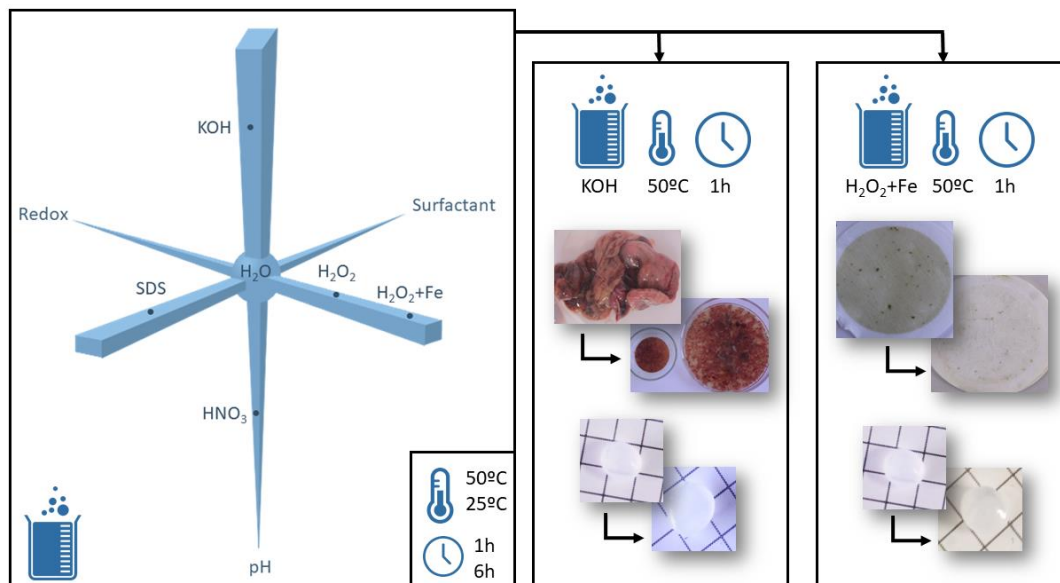 KOH
Redox
Surfactant
H₂O
H₂O₂
SDS
H₂O₂+Fe
HNO₃
pH
50ºC
25ºC
1h
6h
KOH 50ºC 1h
H₂O₂+Fe 50ºC 1h